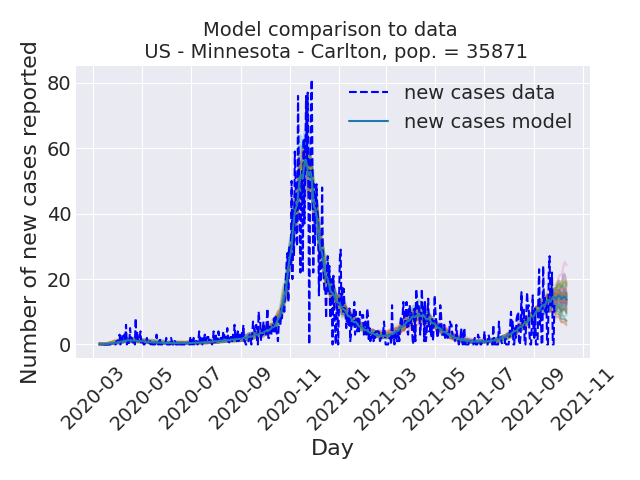 Model comparison to data
US - Minnesota - Carlton, pop. = 35871
Number of new cases reported
80
60
40
20
0
new cases data
new cases model
2020-03
2020-05
2020-07
2020-09
2020-11
2021-01
2021-03
2021-05
2021-07
2021-09
2021-11
Day